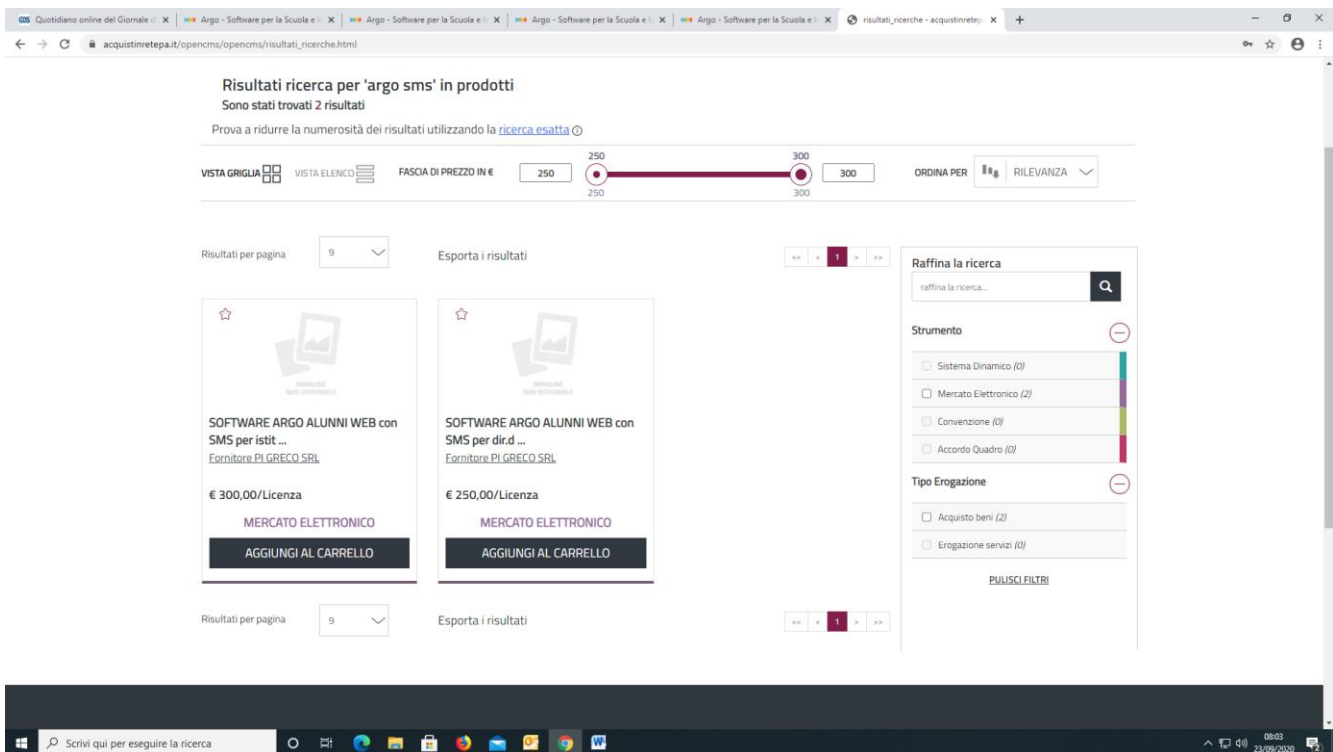 GDS Quotidiano online del Giornale d
Argo - Software per la Scuola e l
Argo - Software per la Scuola e l
Argo - Software per la Scuola e l
Argo - Software per la Scuola e l
risultati_ricerche - acquistinretep
acquistinretepa.it/opencms/opencms/risultati_ricerche.html
Risultati ricerca per 'argo sms' in prodotti
Sono stati trovati 2 risultati
Prova a ridurre la numerosità dei risultati utilizzando la ricerca esatta
250 300
VISTA GRIGLIA VISTA ELENCO FASCIA DI PREZZO IN € 250 300 ORDINA PER RILEVANZA
250 300
Risultati per pagina 9 Esporta i risultati << < 1 > >>
Raffina la ricerca
raffina la ricerca...
IMMAGINE
NON DISPONIBILE
IMMAGINE
NON DISPONIBILE
SOFTWARE ARGO ALUNNI WEB con
SMS per istit ...
Fornitore PI GRECO SRL
€ 300,00/Licenza
MERCATO ELETTRONICO
AGGIUNGI AL CARRELLO
SOFTWARE ARGO ALUNNI WEB con
SMS per dir.d ...
Fornitore PI GRECO SRL
€ 250,00/Licenza
MERCATO ELETTRONICO
AGGIUNGI AL CARRELLO
Strumento
Sistema Dinamico (0)
Mercato Elettronico (2)
Convenzione (0)
Accordo Quadro (0)
Tipo Erogazione
Acquisto beni (2)
Erogazione servizi (0)
PULISCI FILTRI
Risultati per pagina 9 Esporta i risultati << < 1 > >>
Scrivi qui per eseguire la ricerca
08:03
23/09/2020